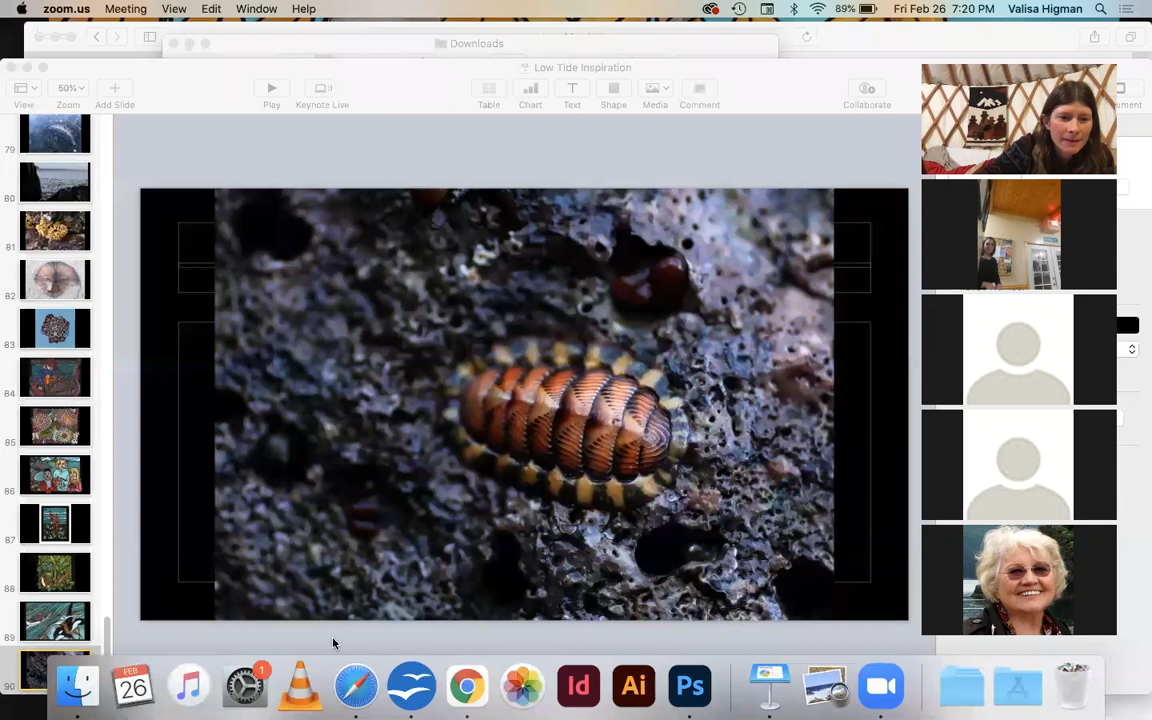 zoom.us Meeting View Edit Window Help 89% Fri Feb 26 7:20 PM Valisa Higman
Downloads
Low Tide Inspiration
50%
View Zoom Add Slide Play Keynote Live Table Chart Text Shape Media Comment Collaborate
79
80
81
82
83
84
85
86
87
88
89
90
FEB
26
1
Id
Ai
Ps